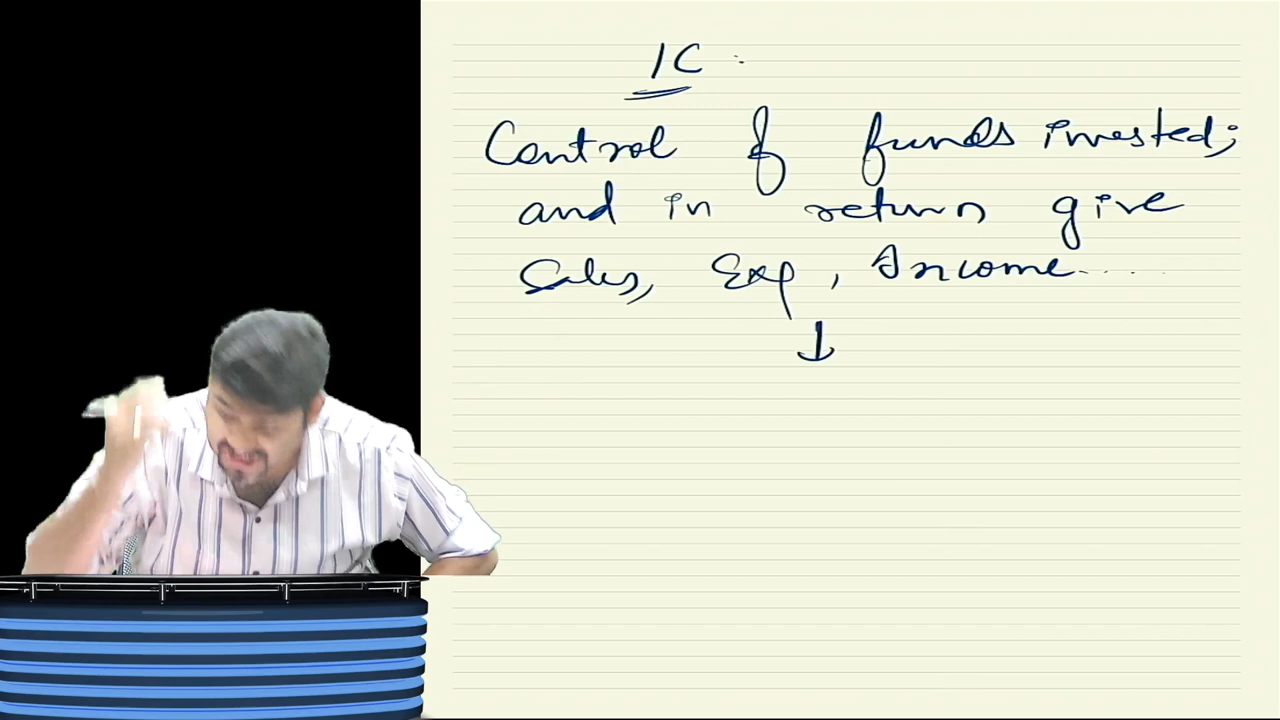 IC :
Control of funds invested;
and in return give
Sales, Exp, Income.....